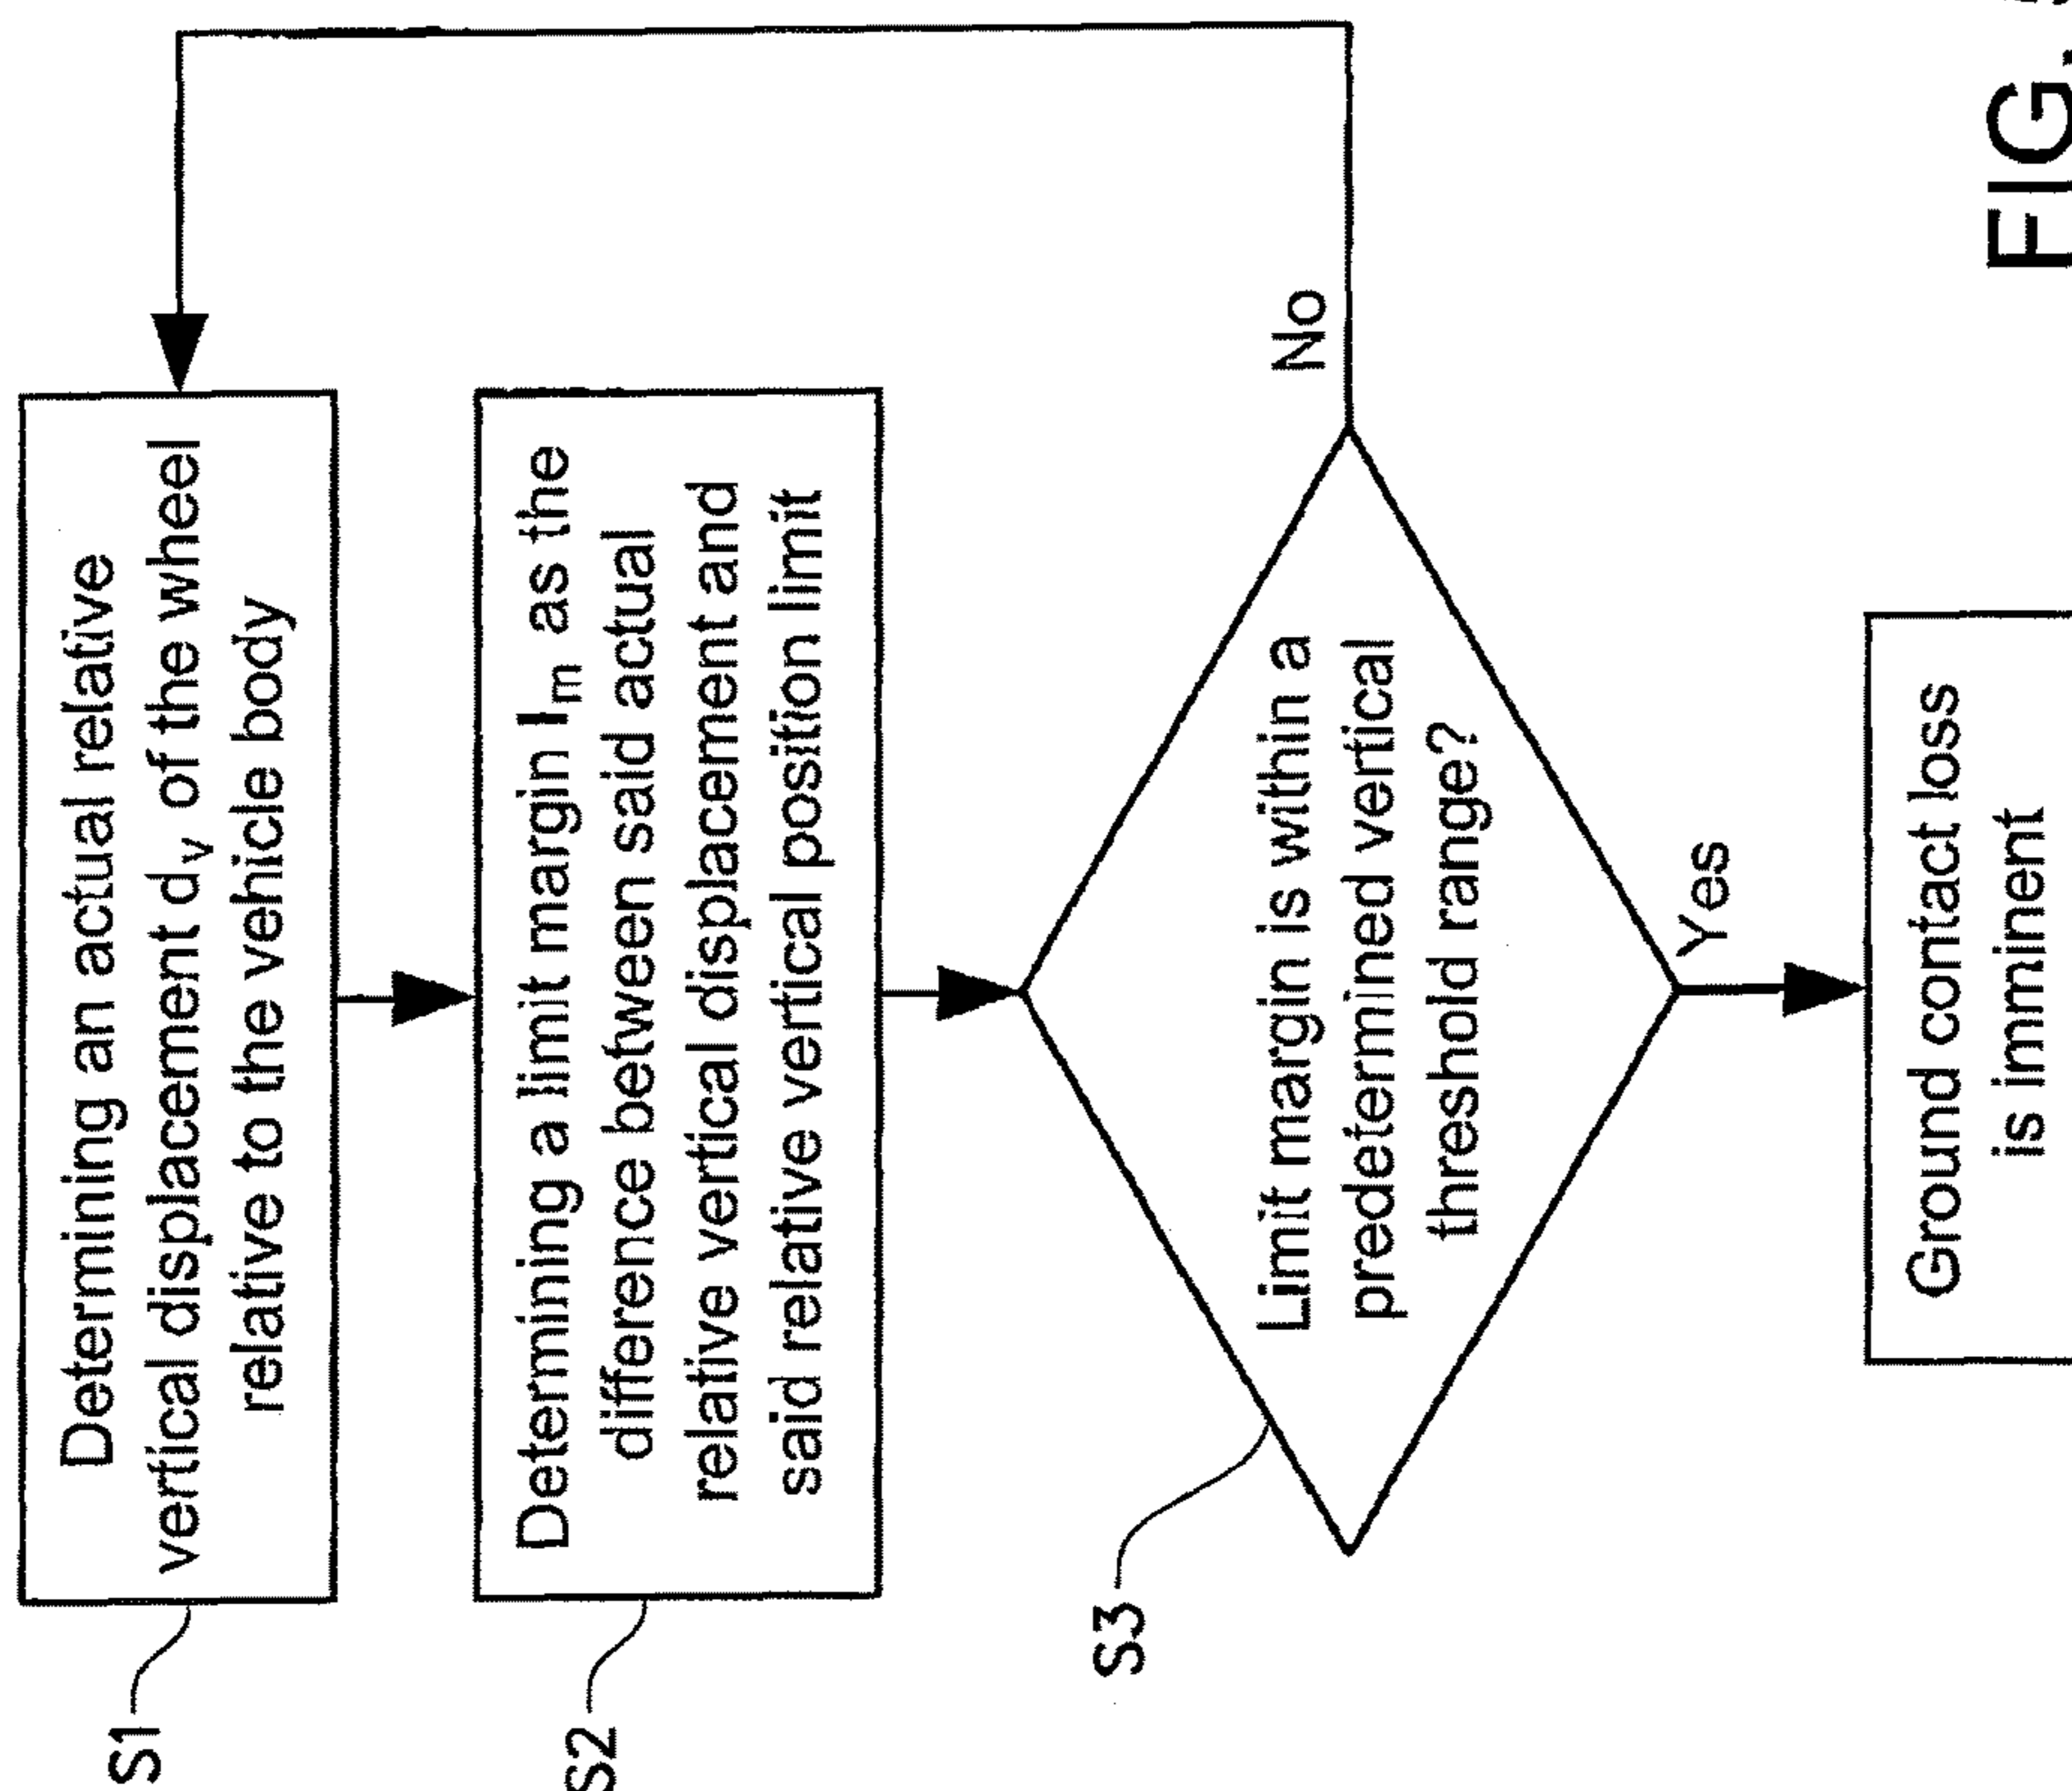 S1
Determining an actual relative
vertical displacement dᵥ of the wheel
relative to the vehicle body
S2
Determining a limit margin lₘ as the
difference between said actual
relative vertical displacement and
said relative vertical position limit
S3
Limit margin is within a
predetermined vertical
threshold range?
No
Yes
Ground contact loss
is imminent
FIG.